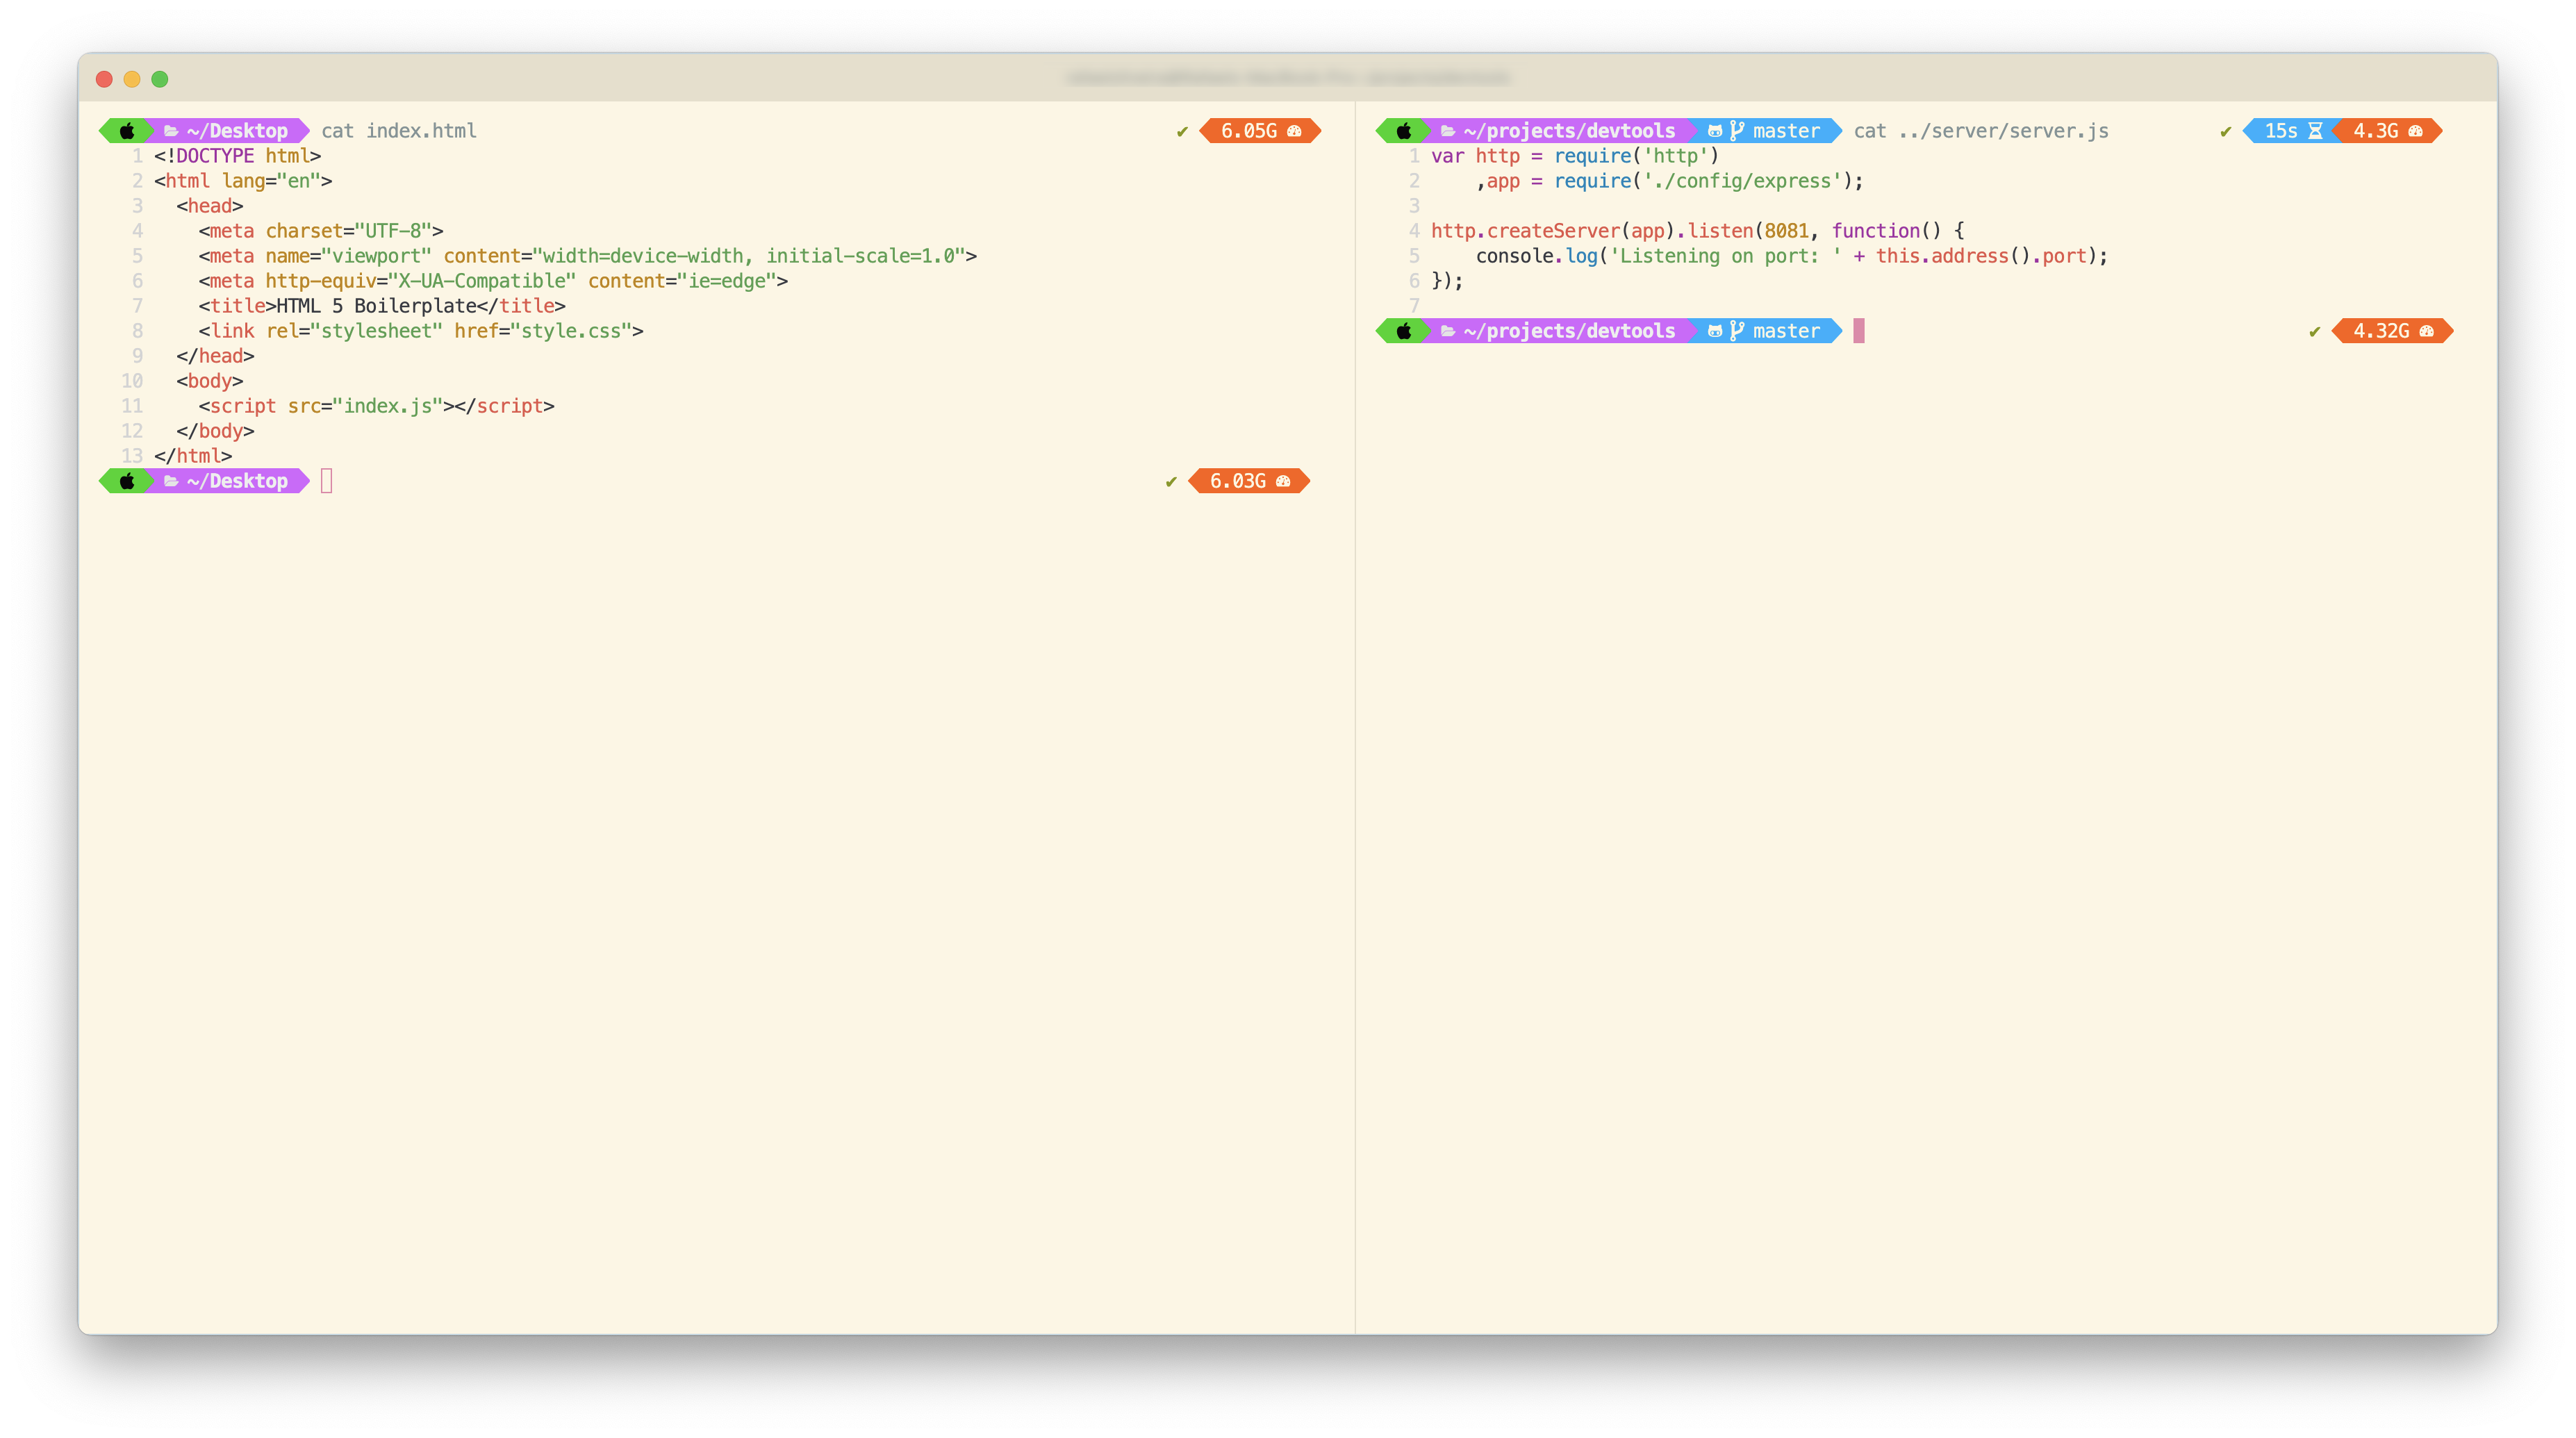 ~/Desktop cat index.html ✔ 6.05G
1 <!DOCTYPE html>
2 <html lang="en">
3   <head>
4     <meta charset="UTF-8">
5     <meta name="viewport" content="width=device-width, initial-scale=1.0">
6     <meta http-equiv="X-UA-Compatible" content="ie=edge">
7     <title>HTML 5 Boilerplate</title>
8     <link rel="stylesheet" href="style.css">
9   </head>
10   <body>
11     <script src="index.js"></script>
12   </body>
13 </html>
~/Desktop ✔ 6.03G
~/projects/devtools master cat ../server/server.js ✔ 15s 4.3G
1 var http = require('http')
2     ,app = require('./config/express');
3
4 http.createServer(app).listen(8081, function() {
5     console.log('Listening on port: ' + this.address().port);
6 });
7
~/projects/devtools master ✔ 4.32G